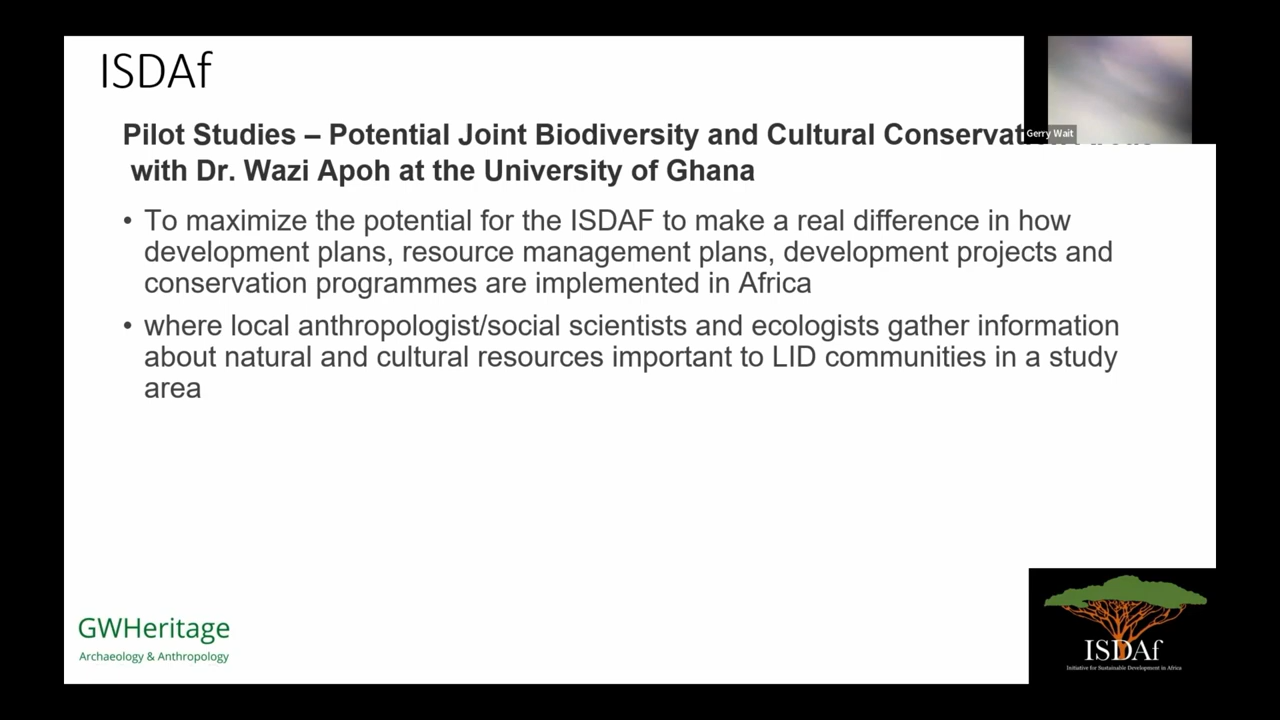 ISDAf
Gerry Wait
Pilot Studies – Potential Joint Biodiversity and Cultural
with Dr. Wazi Apoh at the University of Ghana
• To maximize the potential for the ISDAF to make a real difference in how
development plans, resource management plans, development projects and
conservation programmes are implemented in Africa
• where local anthropologist/social scientists and ecologists gather information
about natural and cultural resources important to LID communities in a study
area
GWHeritage
Archaeology & Anthropology
ISDAf
Initiative for Sustainable Development in Africa